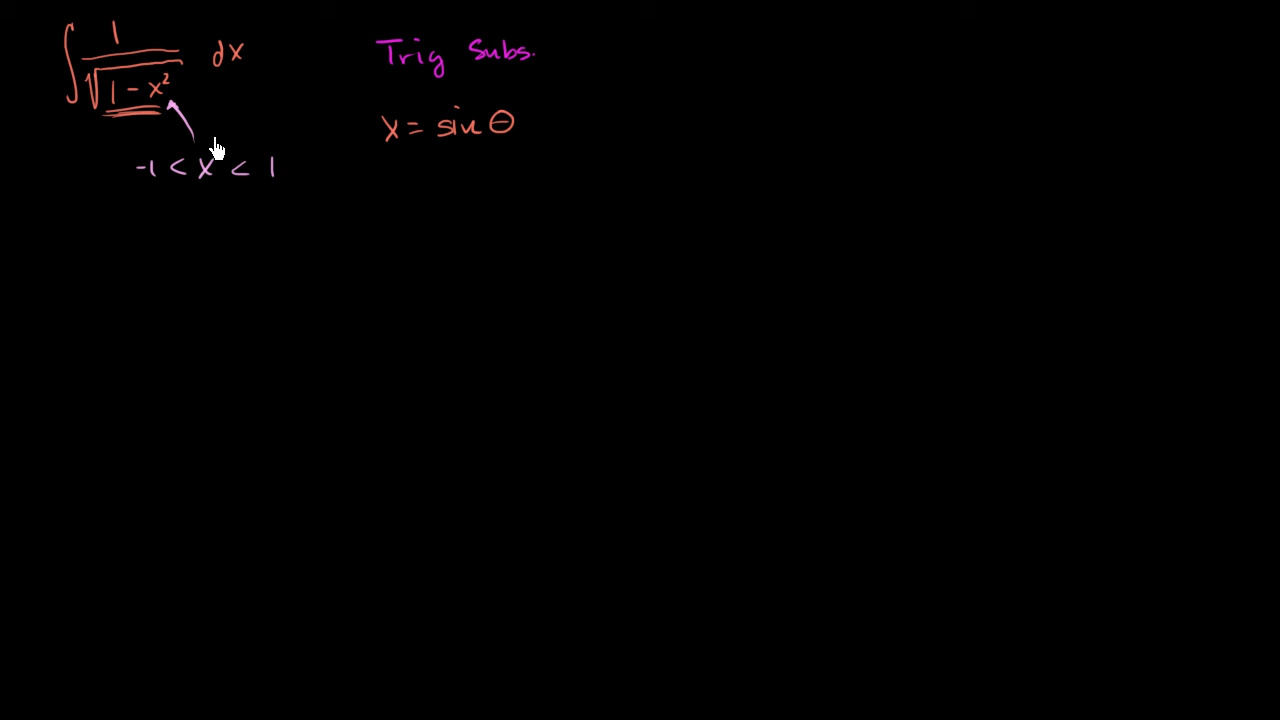 ∫ 1/√(1 - x²) dx
Trig Subs.
x = sin θ
-1 < x < 1